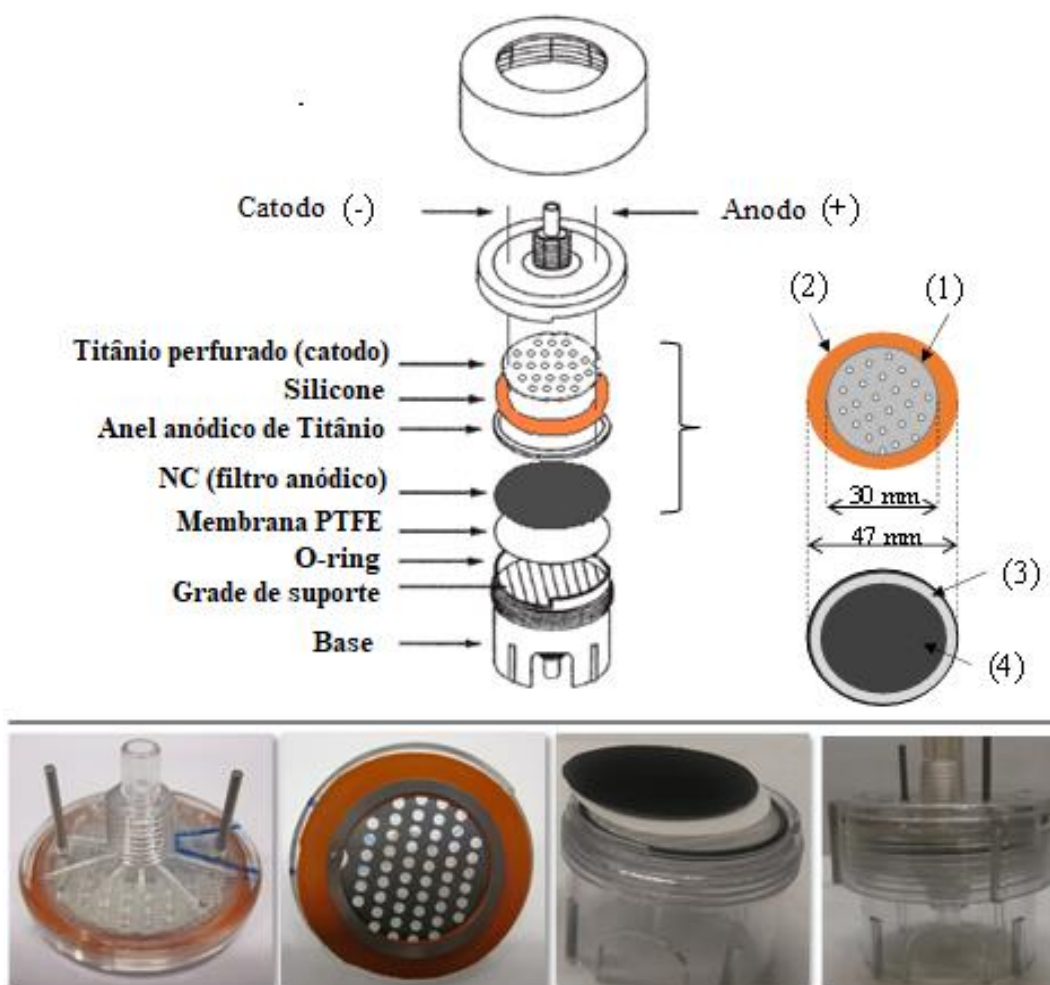 Catodo (-)
Anodo (+)
Titânio perfurado (catodo)
Silicone
Anel anódico de Titânio
NC (filtro anódico)
Membrana PTFE
O-ring
Grade de suporte
Base
(2)
(1)
30 mm
47 mm
(3)
(4)